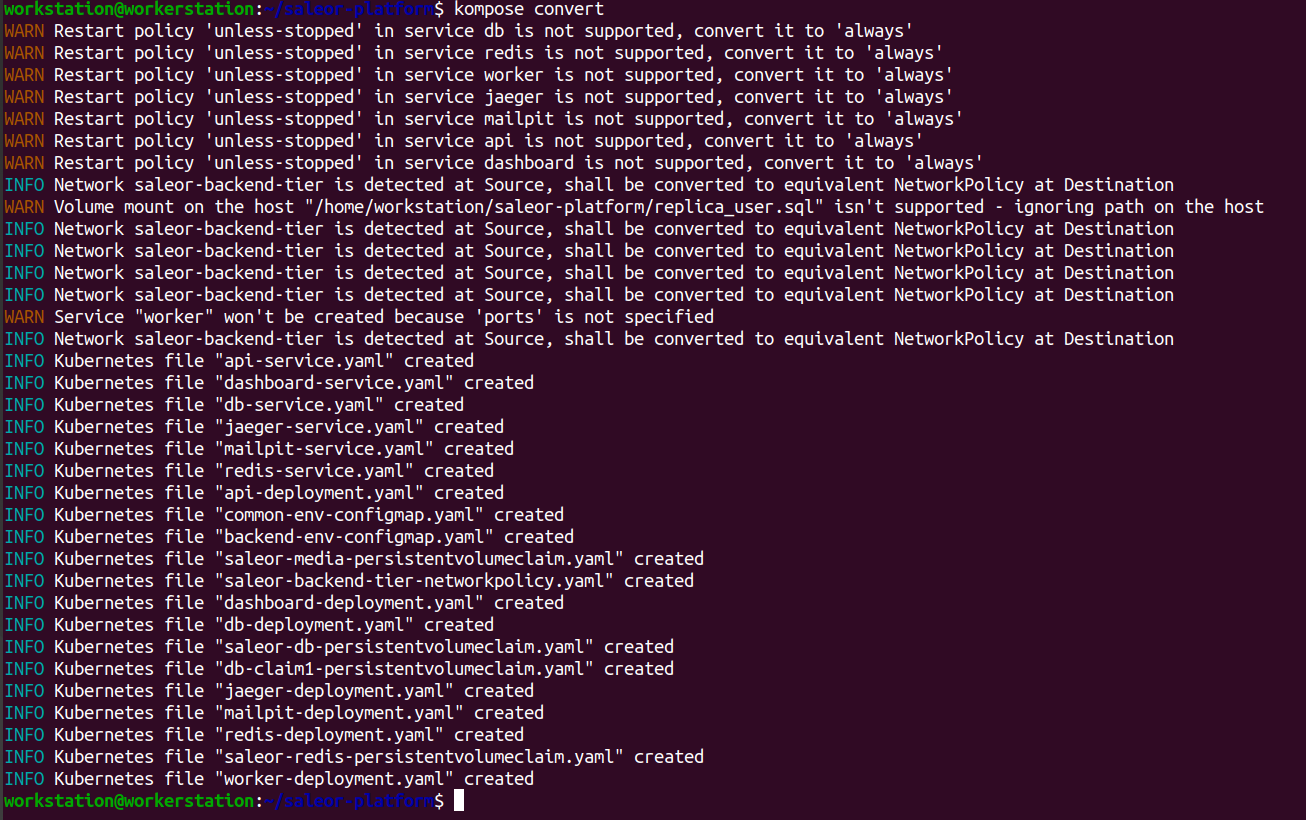 workstation@workerstation:~/saleor-platform$ kompose convert
WARN Restart policy 'unless-stopped' in service db is not supported, convert it to 'always'
WARN Restart policy 'unless-stopped' in service redis is not supported, convert it to 'always'
WARN Restart policy 'unless-stopped' in service worker is not supported, convert it to 'always'
WARN Restart policy 'unless-stopped' in service jaeger is not supported, convert it to 'always'
WARN Restart policy 'unless-stopped' in service mailpit is not supported, convert it to 'always'
WARN Restart policy 'unless-stopped' in service api is not supported, convert it to 'always'
WARN Restart policy 'unless-stopped' in service dashboard is not supported, convert it to 'always'
INFO Network saleor-backend-tier is detected at Source, shall be converted to equivalent NetworkPolicy at Destination
WARN Volume mount on the host "/home/workstation/saleor-platform/replica_user.sql" isn't supported - ignoring path on the host
INFO Network saleor-backend-tier is detected at Source, shall be converted to equivalent NetworkPolicy at Destination
INFO Network saleor-backend-tier is detected at Source, shall be converted to equivalent NetworkPolicy at Destination
INFO Network saleor-backend-tier is detected at Source, shall be converted to equivalent NetworkPolicy at Destination
INFO Network saleor-backend-tier is detected at Source, shall be converted to equivalent NetworkPolicy at Destination
WARN Service "worker" won't be created because 'ports' is not specified
INFO Network saleor-backend-tier is detected at Source, shall be converted to equivalent NetworkPolicy at Destination
INFO Kubernetes file "api-service.yaml" created
INFO Kubernetes file "dashboard-service.yaml" created
INFO Kubernetes file "db-service.yaml" created
INFO Kubernetes file "jaeger-service.yaml" created
INFO Kubernetes file "mailpit-service.yaml" created
INFO Kubernetes file "redis-service.yaml" created
INFO Kubernetes file "api-deployment.yaml" created
INFO Kubernetes file "common-env-configmap.yaml" created
INFO Kubernetes file "backend-env-configmap.yaml" created
INFO Kubernetes file "saleor-media-persistentvolumeclaim.yaml" created
INFO Kubernetes file "saleor-backend-tier-networkpolicy.yaml" created
INFO Kubernetes file "dashboard-deployment.yaml" created
INFO Kubernetes file "db-deployment.yaml" created
INFO Kubernetes file "saleor-db-persistentvolumeclaim.yaml" created
INFO Kubernetes file "db-claim1-persistentvolumeclaim.yaml" created
INFO Kubernetes file "jaeger-deployment.yaml" created
INFO Kubernetes file "mailpit-deployment.yaml" created
INFO Kubernetes file "redis-deployment.yaml" created
INFO Kubernetes file "saleor-redis-persistentvolumeclaim.yaml" created
INFO Kubernetes file "worker-deployment.yaml" created
workstation@workerstation:~/saleor-platform$